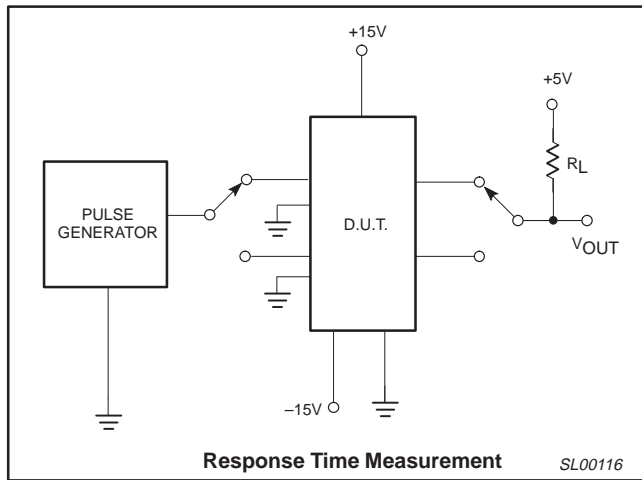 +15V
+5V
RL
PULSE
GENERATOR
D.U.T.
VOUT
–15V
Response Time Measurement
SL00116